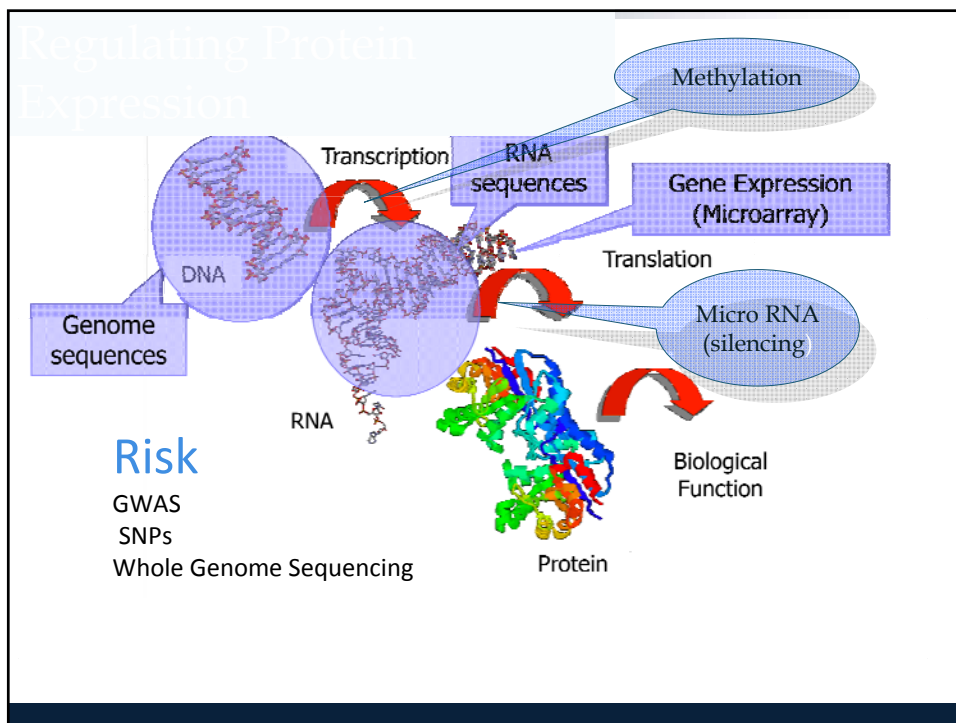 Regulating Protein
Expression
Methylation
Transcription
RNA
sequences
Gene Expression
(Microarray)
DNA
Translation
Genome
sequences
Micro RNA
(silencing)
RNA
Biological
Function
Protein
Risk
GWAS
SNPs
Whole Genome Sequencing